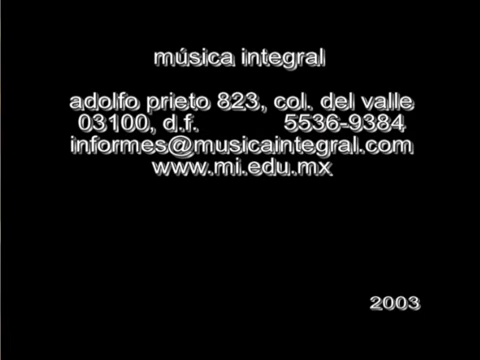 música integral
adolfo prieto 823, col. del valle
03100, d.f. 5536-9384
informes@musicaintegral.com
www.mi.edu.mx
2003